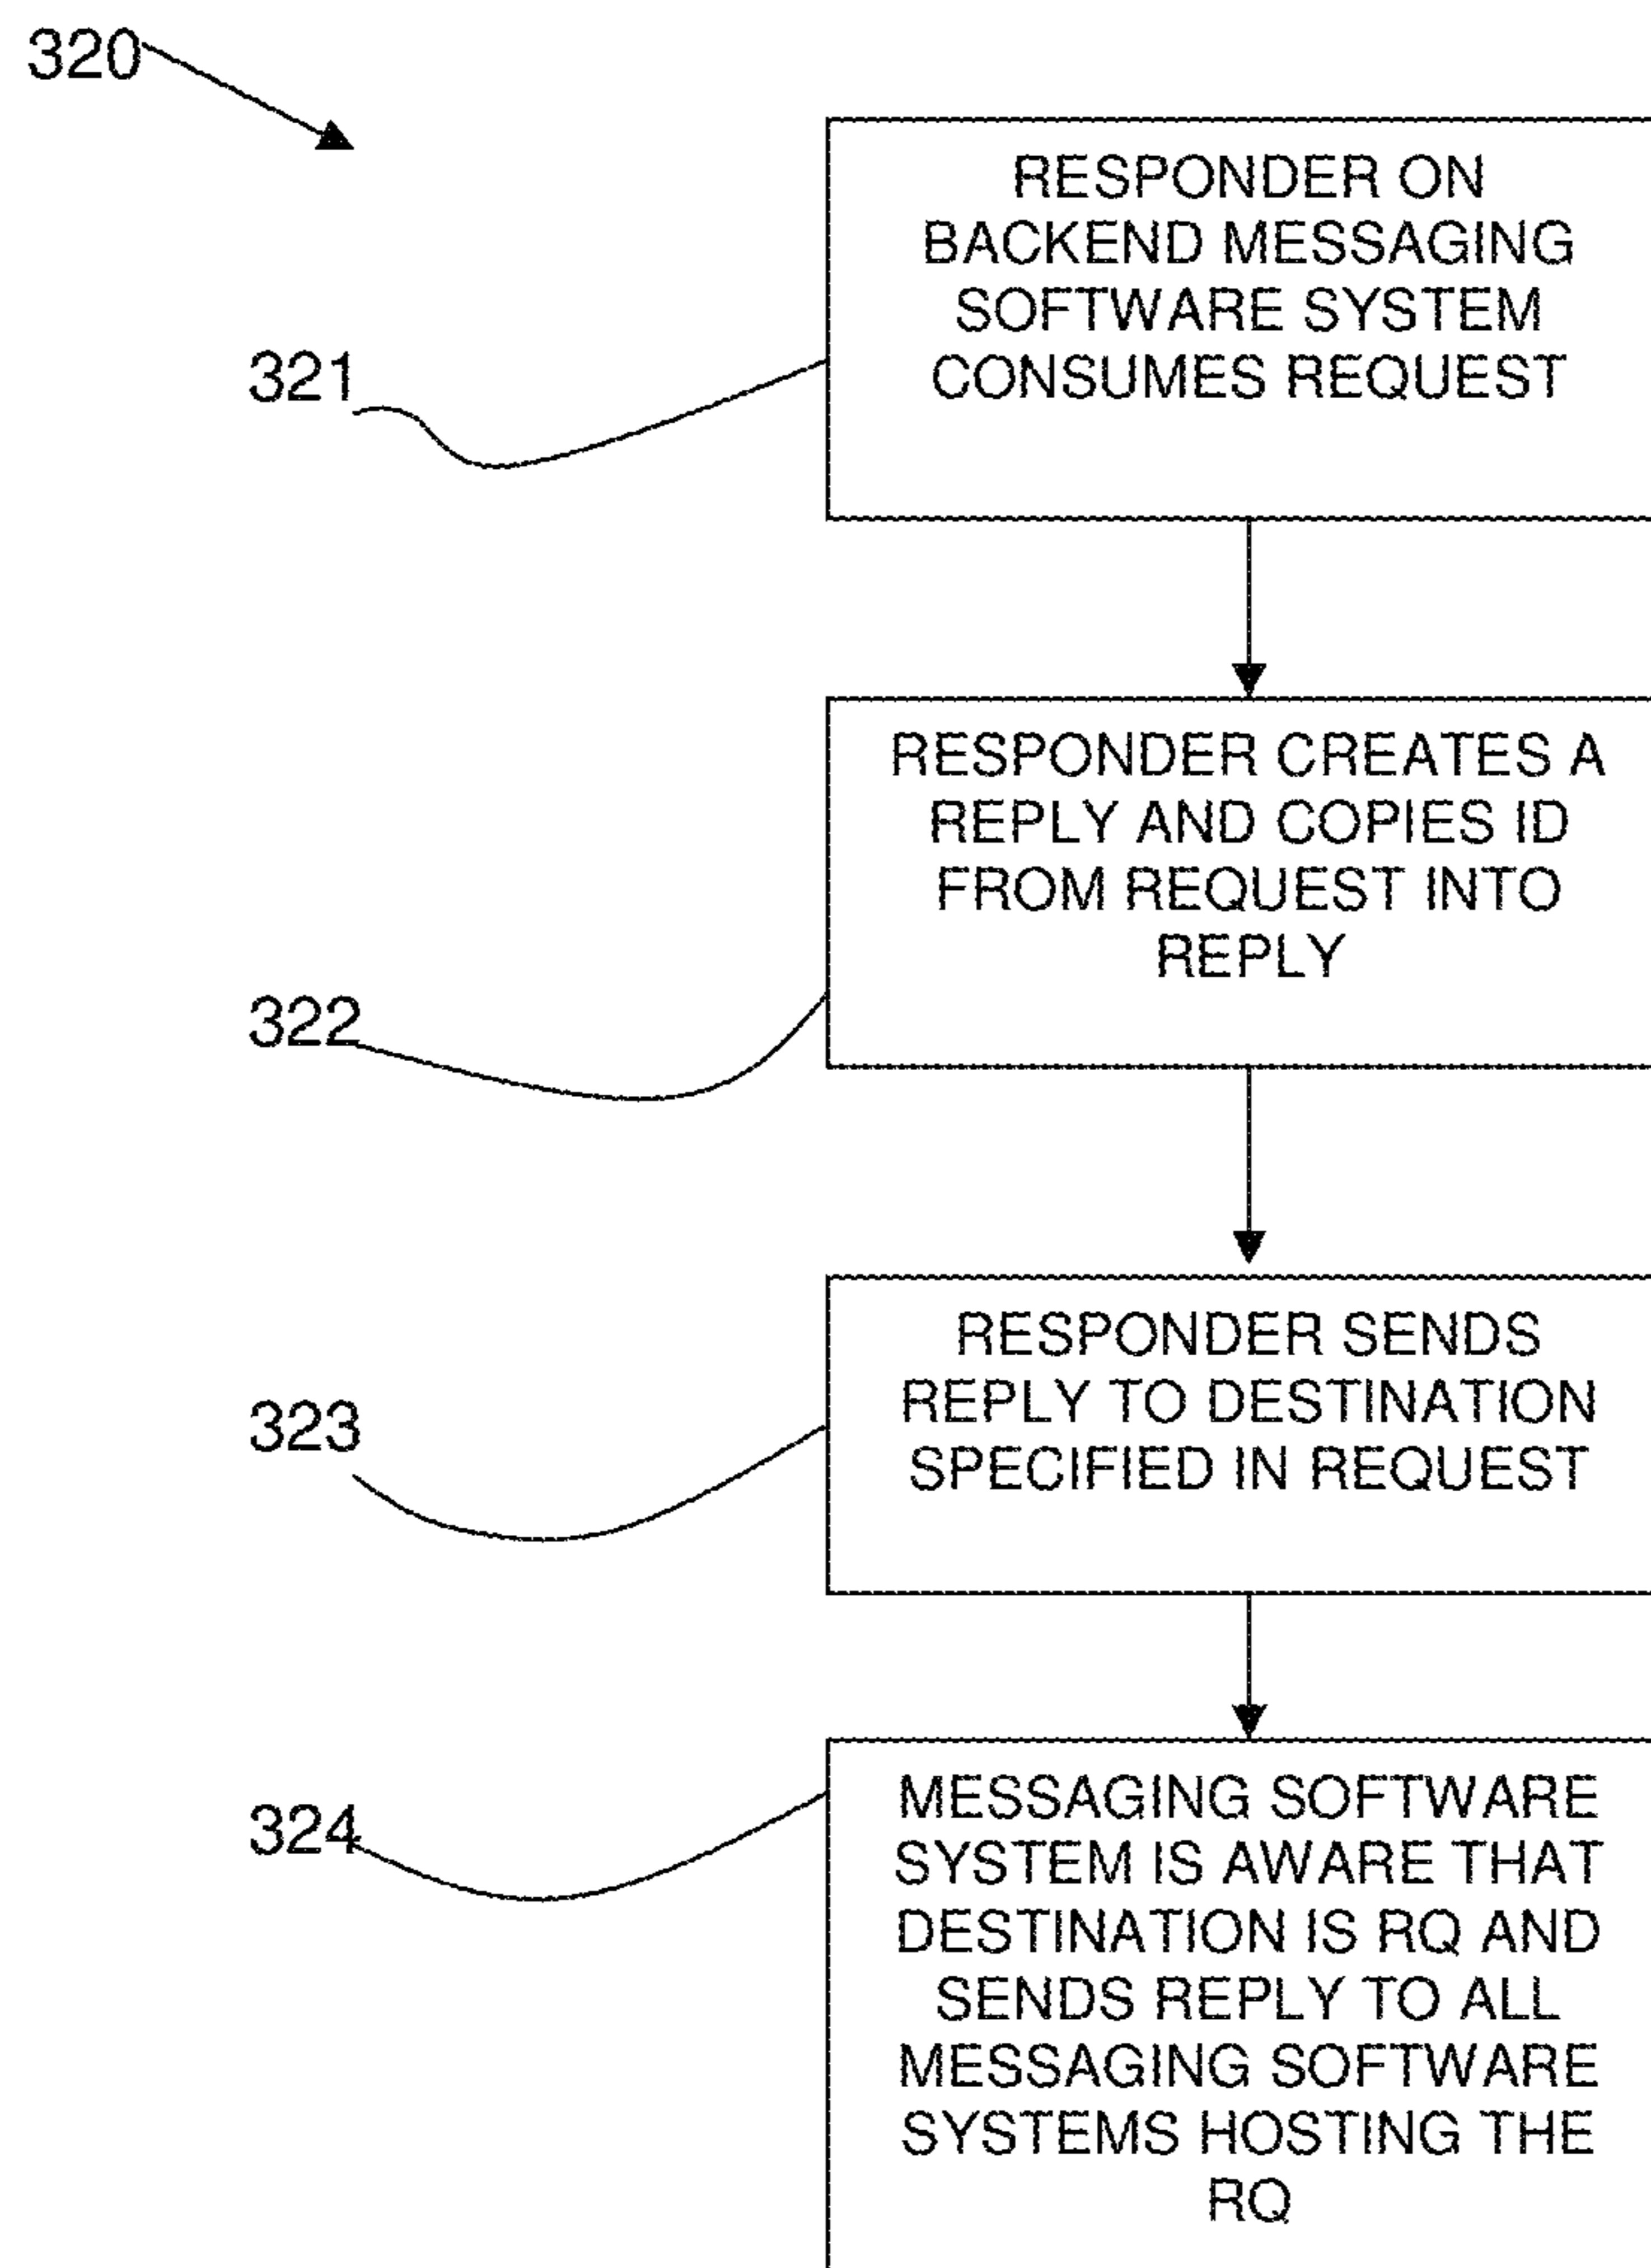 320
RESPONDER ON
BACKEND MESSAGING
SOFTWARE SYSTEM
CONSUMES REQUEST
321
RESPONDER CREATES A
REPLY AND COPIES ID
FROM REQUEST INTO
REPLY
322
RESPONDER SENDS
REPLY TO DESTINATION
SPECIFIED IN REQUEST
323
MESSAGING SOFTWARE
SYSTEM IS AWARE THAT
DESTINATION IS RQ AND
SENDS REPLY TO ALL
MESSAGING SOFTWARE
SYSTEMS HOSTING THE
RQ
324